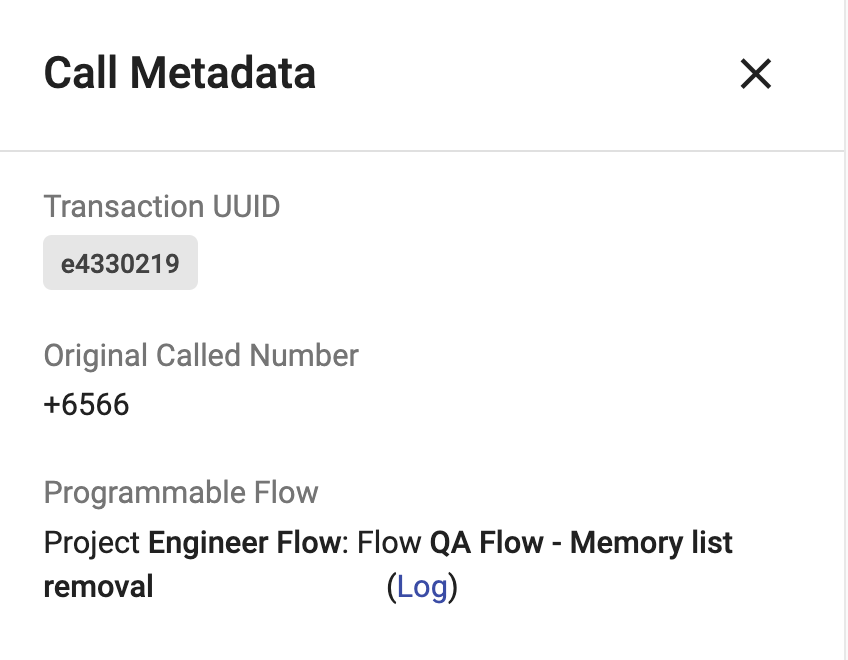 Call Metadata
Transaction UUID
e4330219
Original Called Number
+6566
Programmable Flow
Project Engineer Flow: Flow QA Flow - Memory list
removal (Log)